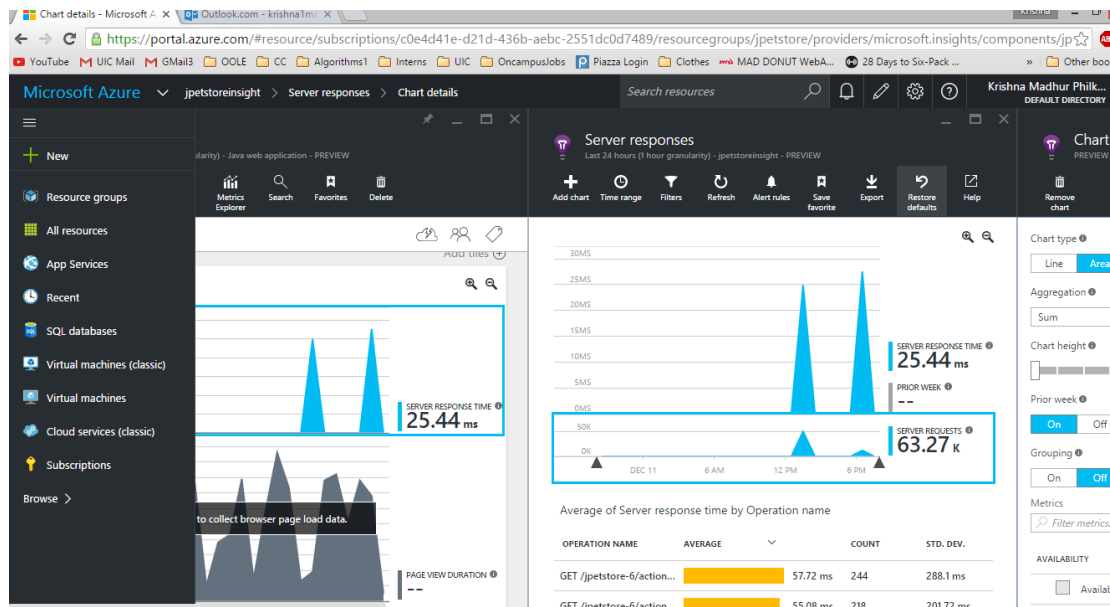 Chart details - Microsoft A
Outlook.com - krishna1ma
https://portal.azure.com/#resource/subscriptions/c0e4d41e-d21d-436b-aebc-2551dc0d7489/resourcegroups/jpetstore/providers/microsoft.insights/components/jp
YouTube UIC Mail GMail3 OOLE CC Algorithms1 Interns UIC OncampusJobs Piazza Login Clothes MAD DONUT WebA... 28 Days to Six-Pack ... » Other boo
Microsoft Azure jpetstoreinsight > Server responses > Chart details
Search resources
Krishna Madhur Philk...
DEFAULT DIRECTORY
New
Resource groups
All resources
App Services
Recent
SQL databases
Virtual machines (classic)
Virtual machines
Cloud services (classic)
Subscriptions
Browse >
ularity) - Java web application - PREVIEW
Metrics Explorer
Search
Favorites
Delete
Add tiles
SERVER RESPONSE TIME
25.44 ms
to collect browser page load data.
PAGE VIEW DURATION
--
Server responses
Last 24 hours (1 hour granularity) - jpetstoreinsight - PREVIEW
Add chart
Time range
Filters
Refresh
Alert rules
Save favorite
Export
Restore defaults
Help
30MS
25MS
20MS
15MS
10MS
5MS
0MS
SERVER RESPONSE TIME
25.44 ms
PRIOR WEEK
--
50K
0K
SERVER REQUESTS
63.27 K
DEC 11 6 AM 12 PM 6 PM
Average of Server response time by Operation name
OPERATION NAME AVERAGE COUNT STD. DEV.
GET /jpetstore-6/action... 57.72 ms 244 288.1 ms
GET /jpetstore-6/action... 55.08 ms 218 201.72 ms
Chart
PREVIEW
Remove chart
Chart type
Line Area
Aggregation
Sum
Chart height
Prior week
On Off
Grouping
On Off
Metrics
Filter metrics.
AVAILABILITY
Availab